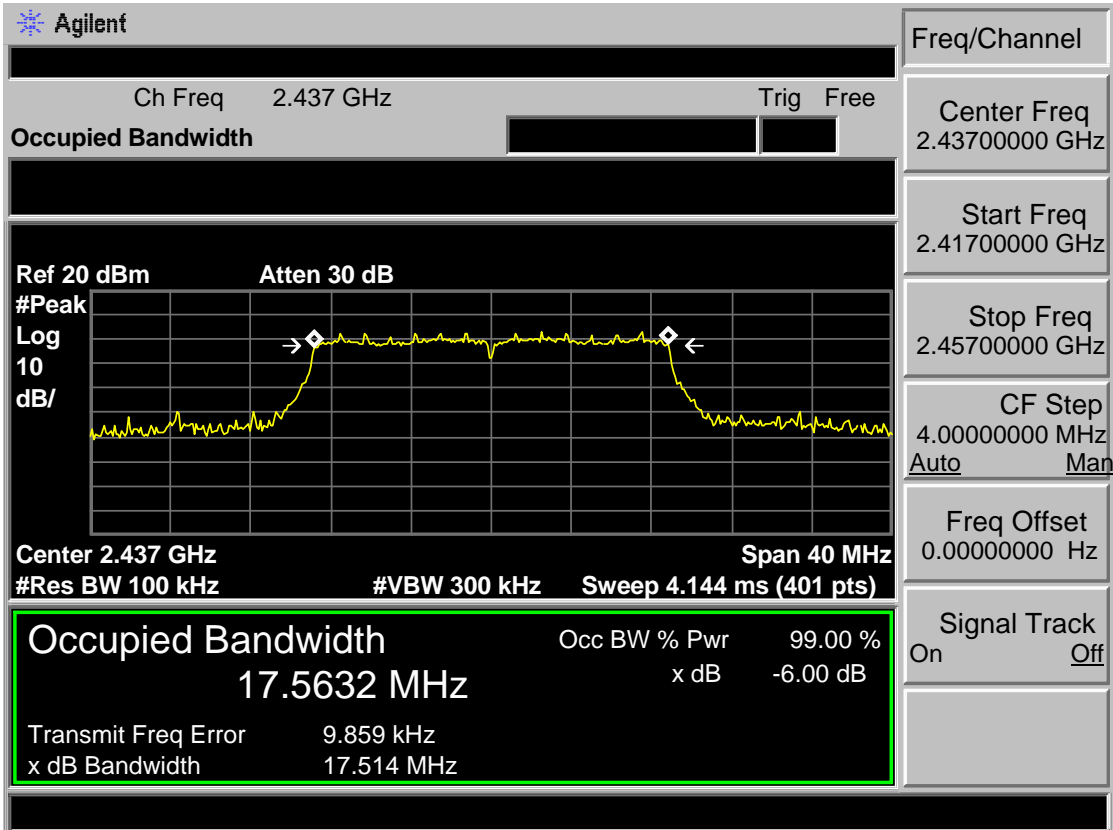 Agilent
Freq/Channel
Ch Freq 2.437 GHz Trig Free
Occupied Bandwidth
Center Freq
2.43700000 GHz
Start Freq
2.41700000 GHz
Ref 20 dBm Atten 30 dB
#Peak
Log
10
dB/
Stop Freq
2.45700000 GHz
CF Step
4.00000000 MHz
Auto Man
Freq Offset
0.00000000 Hz
Center 2.437 GHz Span 40 MHz
#Res BW 100 kHz #VBW 300 kHz Sweep 4.144 ms (401 pts)
Signal Track
On Off
Occupied Bandwidth
17.5632 MHz
Occ BW % Pwr 99.00 %
x dB -6.00 dB
Transmit Freq Error 9.859 kHz
x dB Bandwidth 17.514 MHz